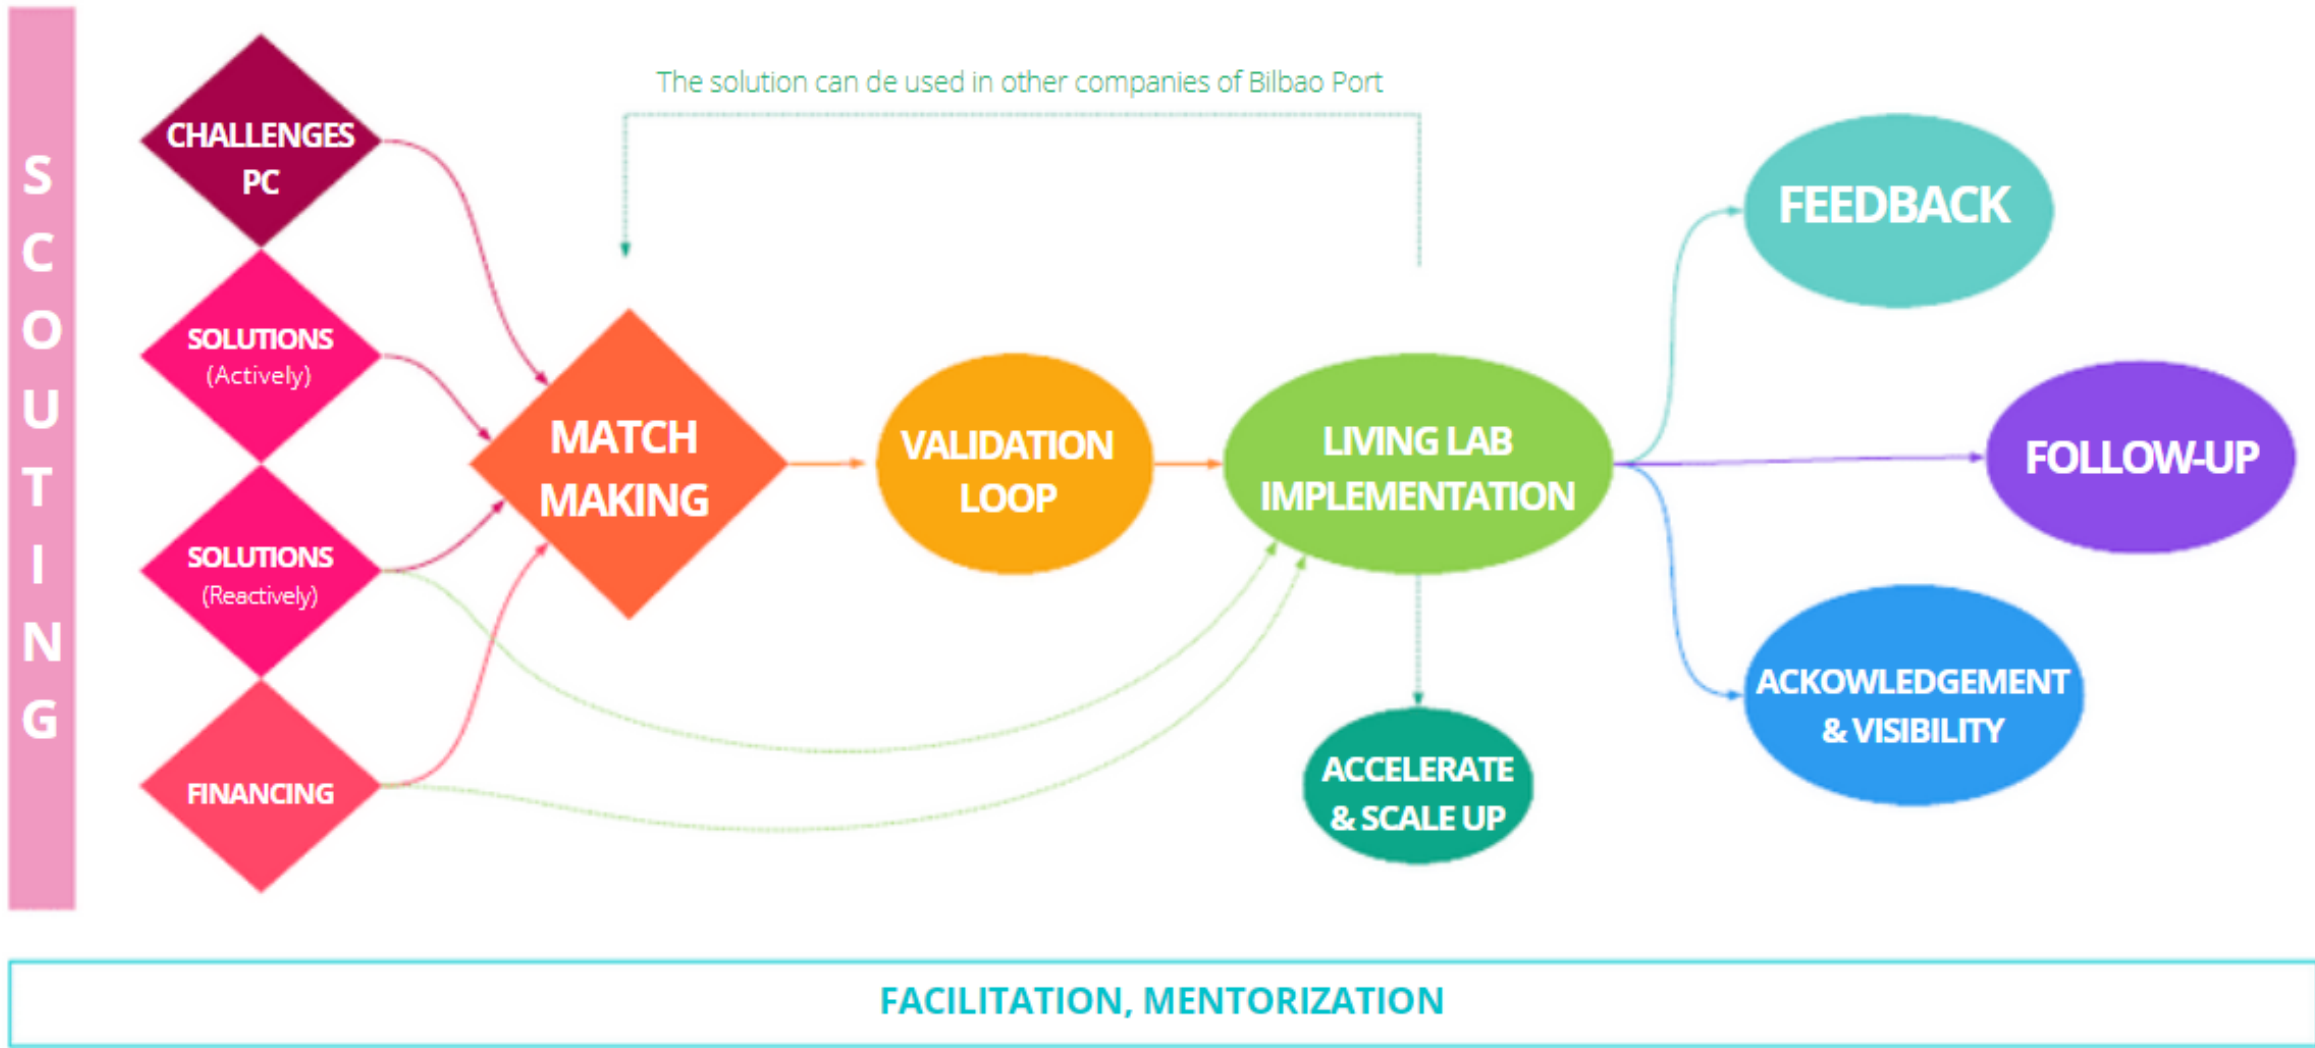 SCOUTING
The solution can de used in other companies of Bilbao Port
CHALLENGES
PC
SOLUTIONS
(Actively)
SOLUTIONS
(Reactively)
FINANCING
MATCH
MAKING
VALIDATION
LOOP
LIVING LAB
IMPLEMENTATION
ACCELERATE
& SCALE UP
FEEDBACK
FOLLOW-UP
ACKOWLEDGEMENT
& VISIBILITY
FACILITATION, MENTORIZATION